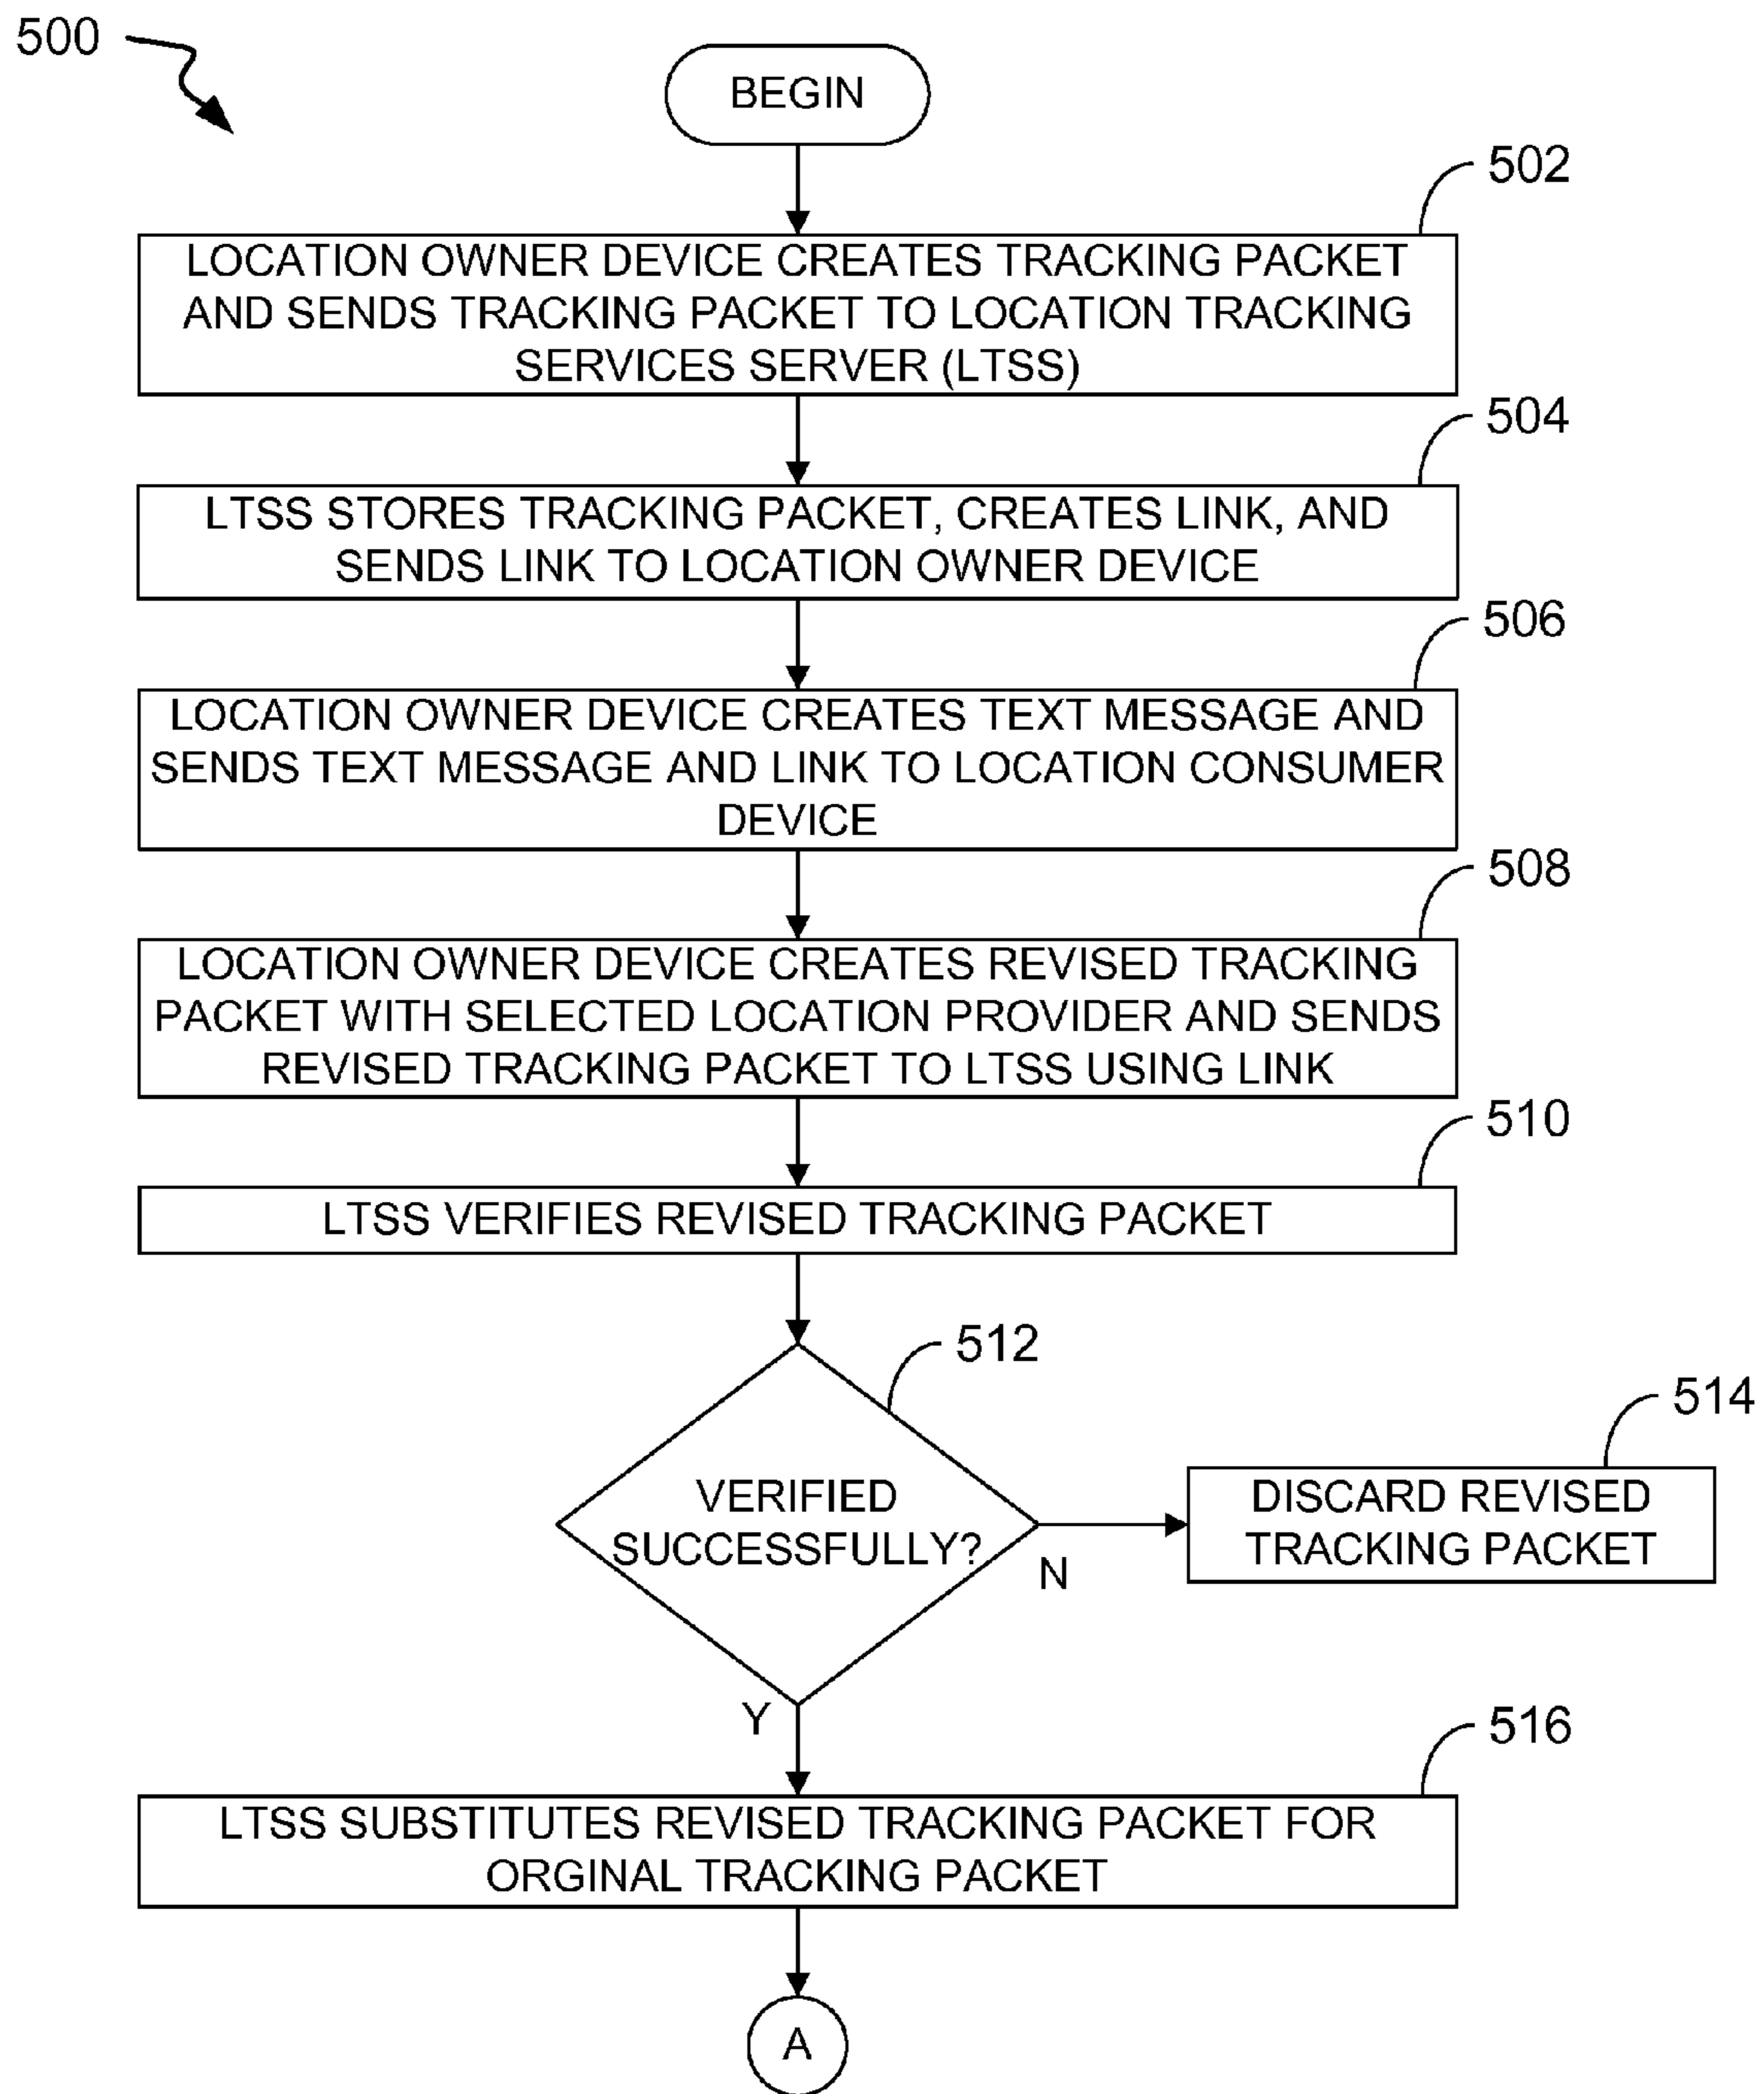 500
BEGIN
502
LOCATION OWNER DEVICE CREATES TRACKING PACKET
AND SENDS TRACKING PACKET TO LOCATION TRACKING
SERVICES SERVER (LTSS)
504
LTSS STORES TRACKING PACKET, CREATES LINK, AND
SENDS LINK TO LOCATION OWNER DEVICE
506
LOCATION OWNER DEVICE CREATES TEXT MESSAGE AND
SENDS TEXT MESSAGE AND LINK TO LOCATION CONSUMER
DEVICE
508
LOCATION OWNER DEVICE CREATES REVISED TRACKING
PACKET WITH SELECTED LOCATION PROVIDER AND SENDS
REVISED TRACKING PACKET TO LTSS USING LINK
510
LTSS VERIFIES REVISED TRACKING PACKET
512
VERIFIED
SUCCESSFULLY?
N
514
DISCARD REVISED
TRACKING PACKET
Y
516
LTSS SUBSTITUTES REVISED TRACKING PACKET FOR
ORGINAL TRACKING PACKET
A